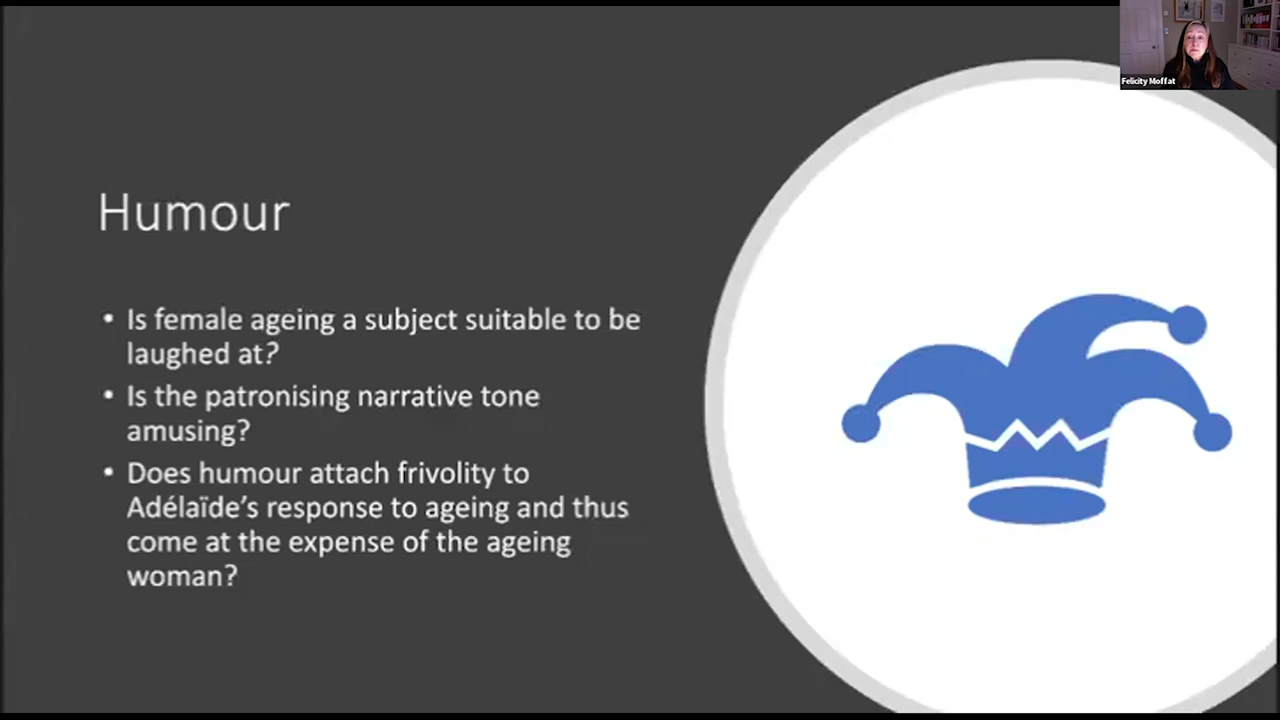 Felicity Moffat
Humour
• Is female ageing a subject suitable to be
laughed at?
• Is the patronising narrative tone
amusing?
• Does humour attach frivolity to
Adélaïde’s response to ageing and thus
come at the expense of the ageing
woman?